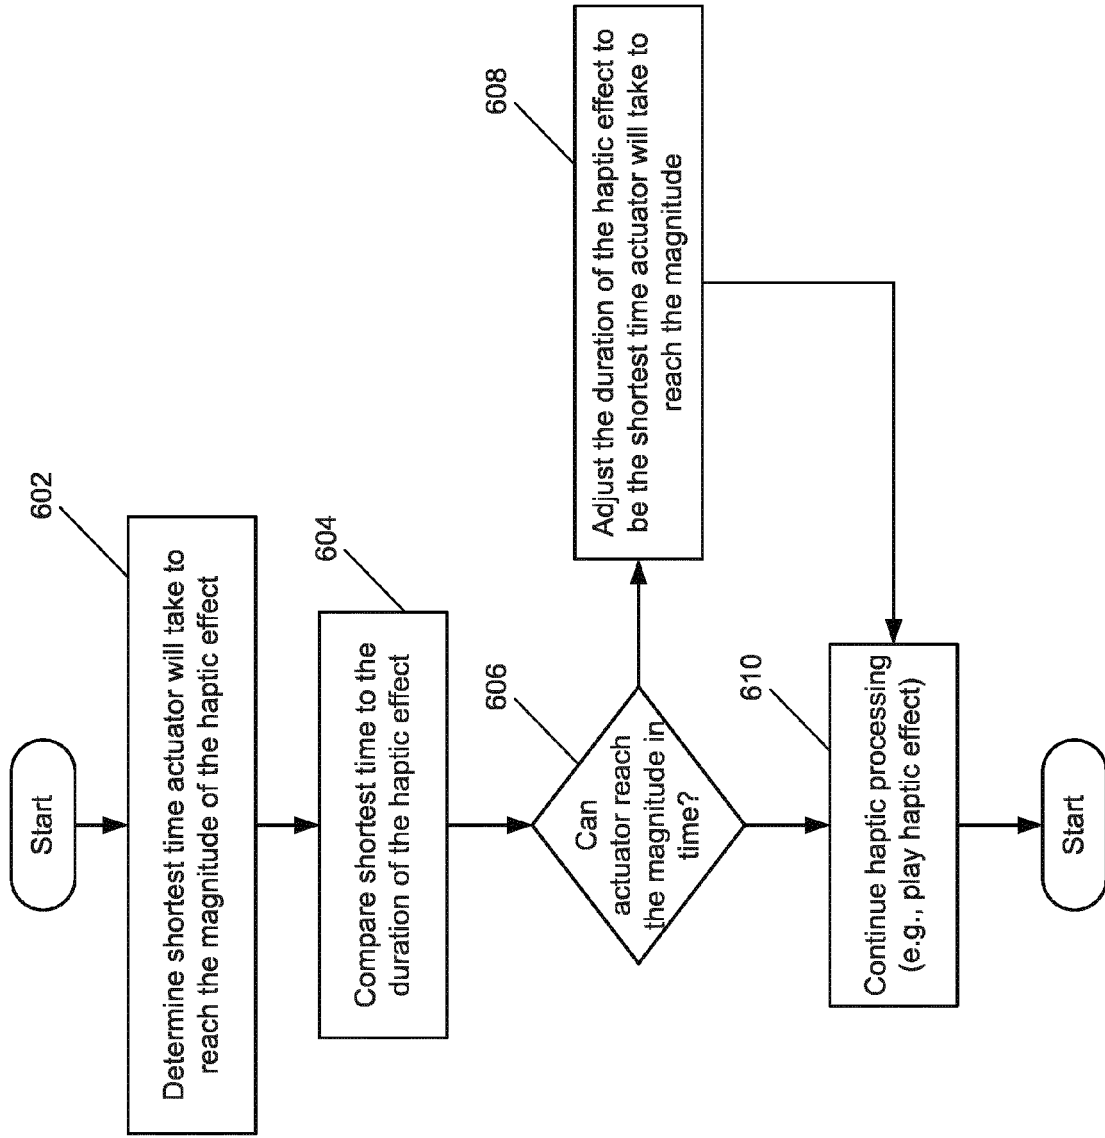 Start
602
Determine shortest time actuator will take to
reach the magnitude of the haptic effect
604
Compare shortest time to the
duration of the haptic effect
606
Can
actuator reach
the magnitude in
time?
608
Adjust the duration of the haptic effect to
be the shortest time actuator will take to
reach the magnitude
610
Continue haptic processing
(e.g., play haptic effect)
Start